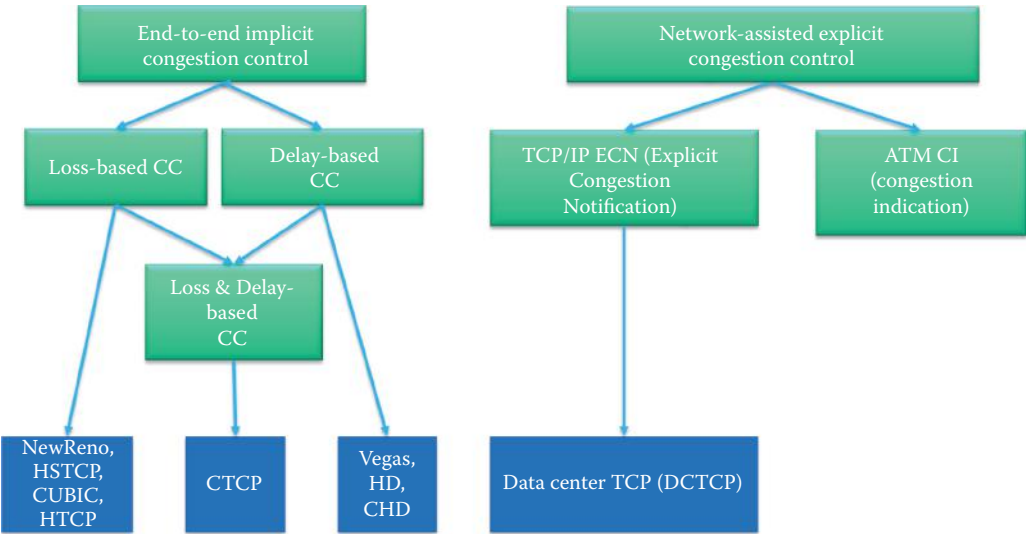 End-to-end implicit
congestion control
Network-assisted explicit
congestion control
Loss-based CC
Delay-based
CC
TCP/IP ECN (Explicit
Congestion
Notification)
ATM CI
(congestion
indication)
Loss & Delay-
based
CC
NewReno,
HSTCP,
CUBIC,
HTCP
CTCP
Vegas,
HD,
CHD
Data center TCP (DCTCP)